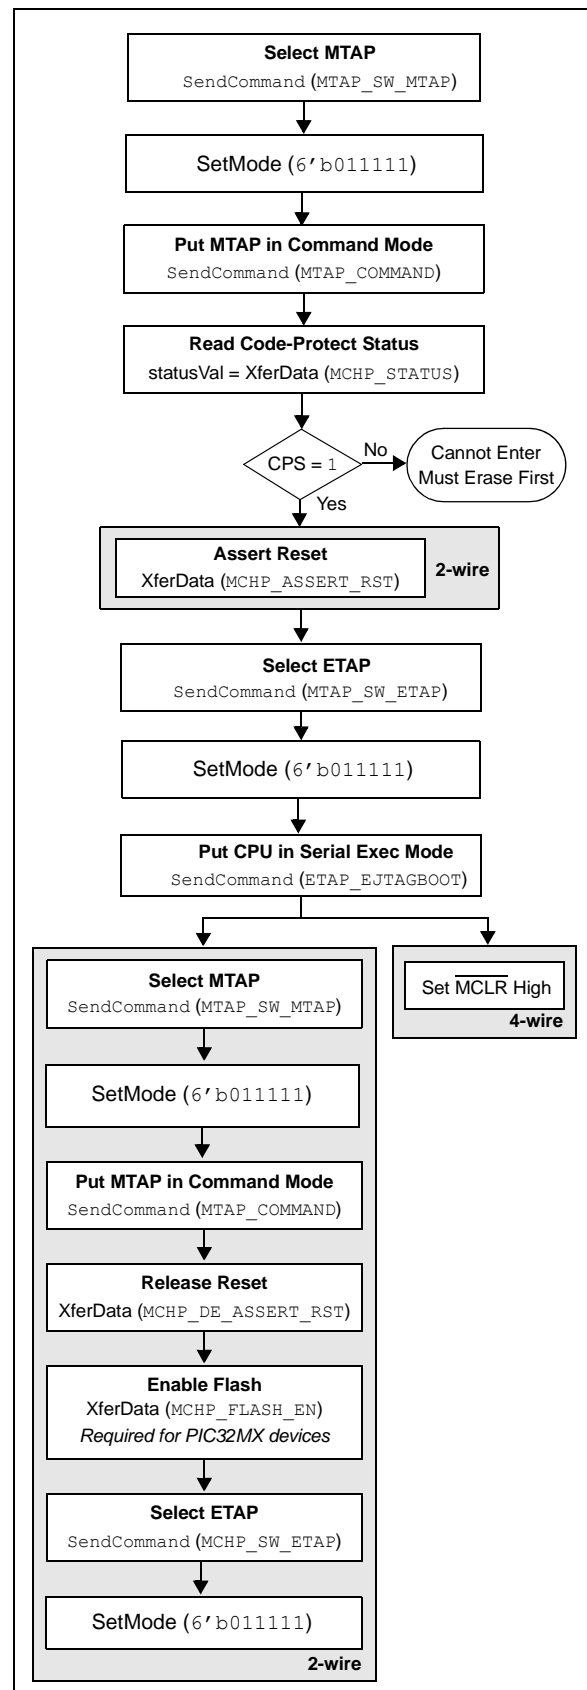 Select MTAP
SendCommand (MTAP_SW_MTAP)
SetMode (6’b011111)
Put MTAP in Command Mode
SendCommand (MTAP_COMMAND)
Read Code-Protect Status
statusVal = XferData (MCHP_STATUS)
CPS = 1
No
Cannot Enter
Must Erase First
Yes
Assert Reset
XferData (MCHP_ASSERT_RST)
2-wire
Select ETAP
SendCommand (MTAP_SW_ETAP)
SetMode (6’b011111)
Put CPU in Serial Exec Mode
SendCommand (ETAP_EJTAGBOOT)
Select MTAP
SendCommand (MTAP_SW_MTAP)
Set MCLR High
4-wire
SetMode (6’b011111)
Put MTAP in Command Mode
SendCommand (MTAP_COMMAND)
Release Reset
XferData (MCHP_DE_ASSERT_RST)
Enable Flash
XferData (MCHP_FLASH_EN)
Required for PIC32MX devices
Select ETAP
SendCommand (MCHP_SW_ETAP)
SetMode (6’b011111)
2-wire